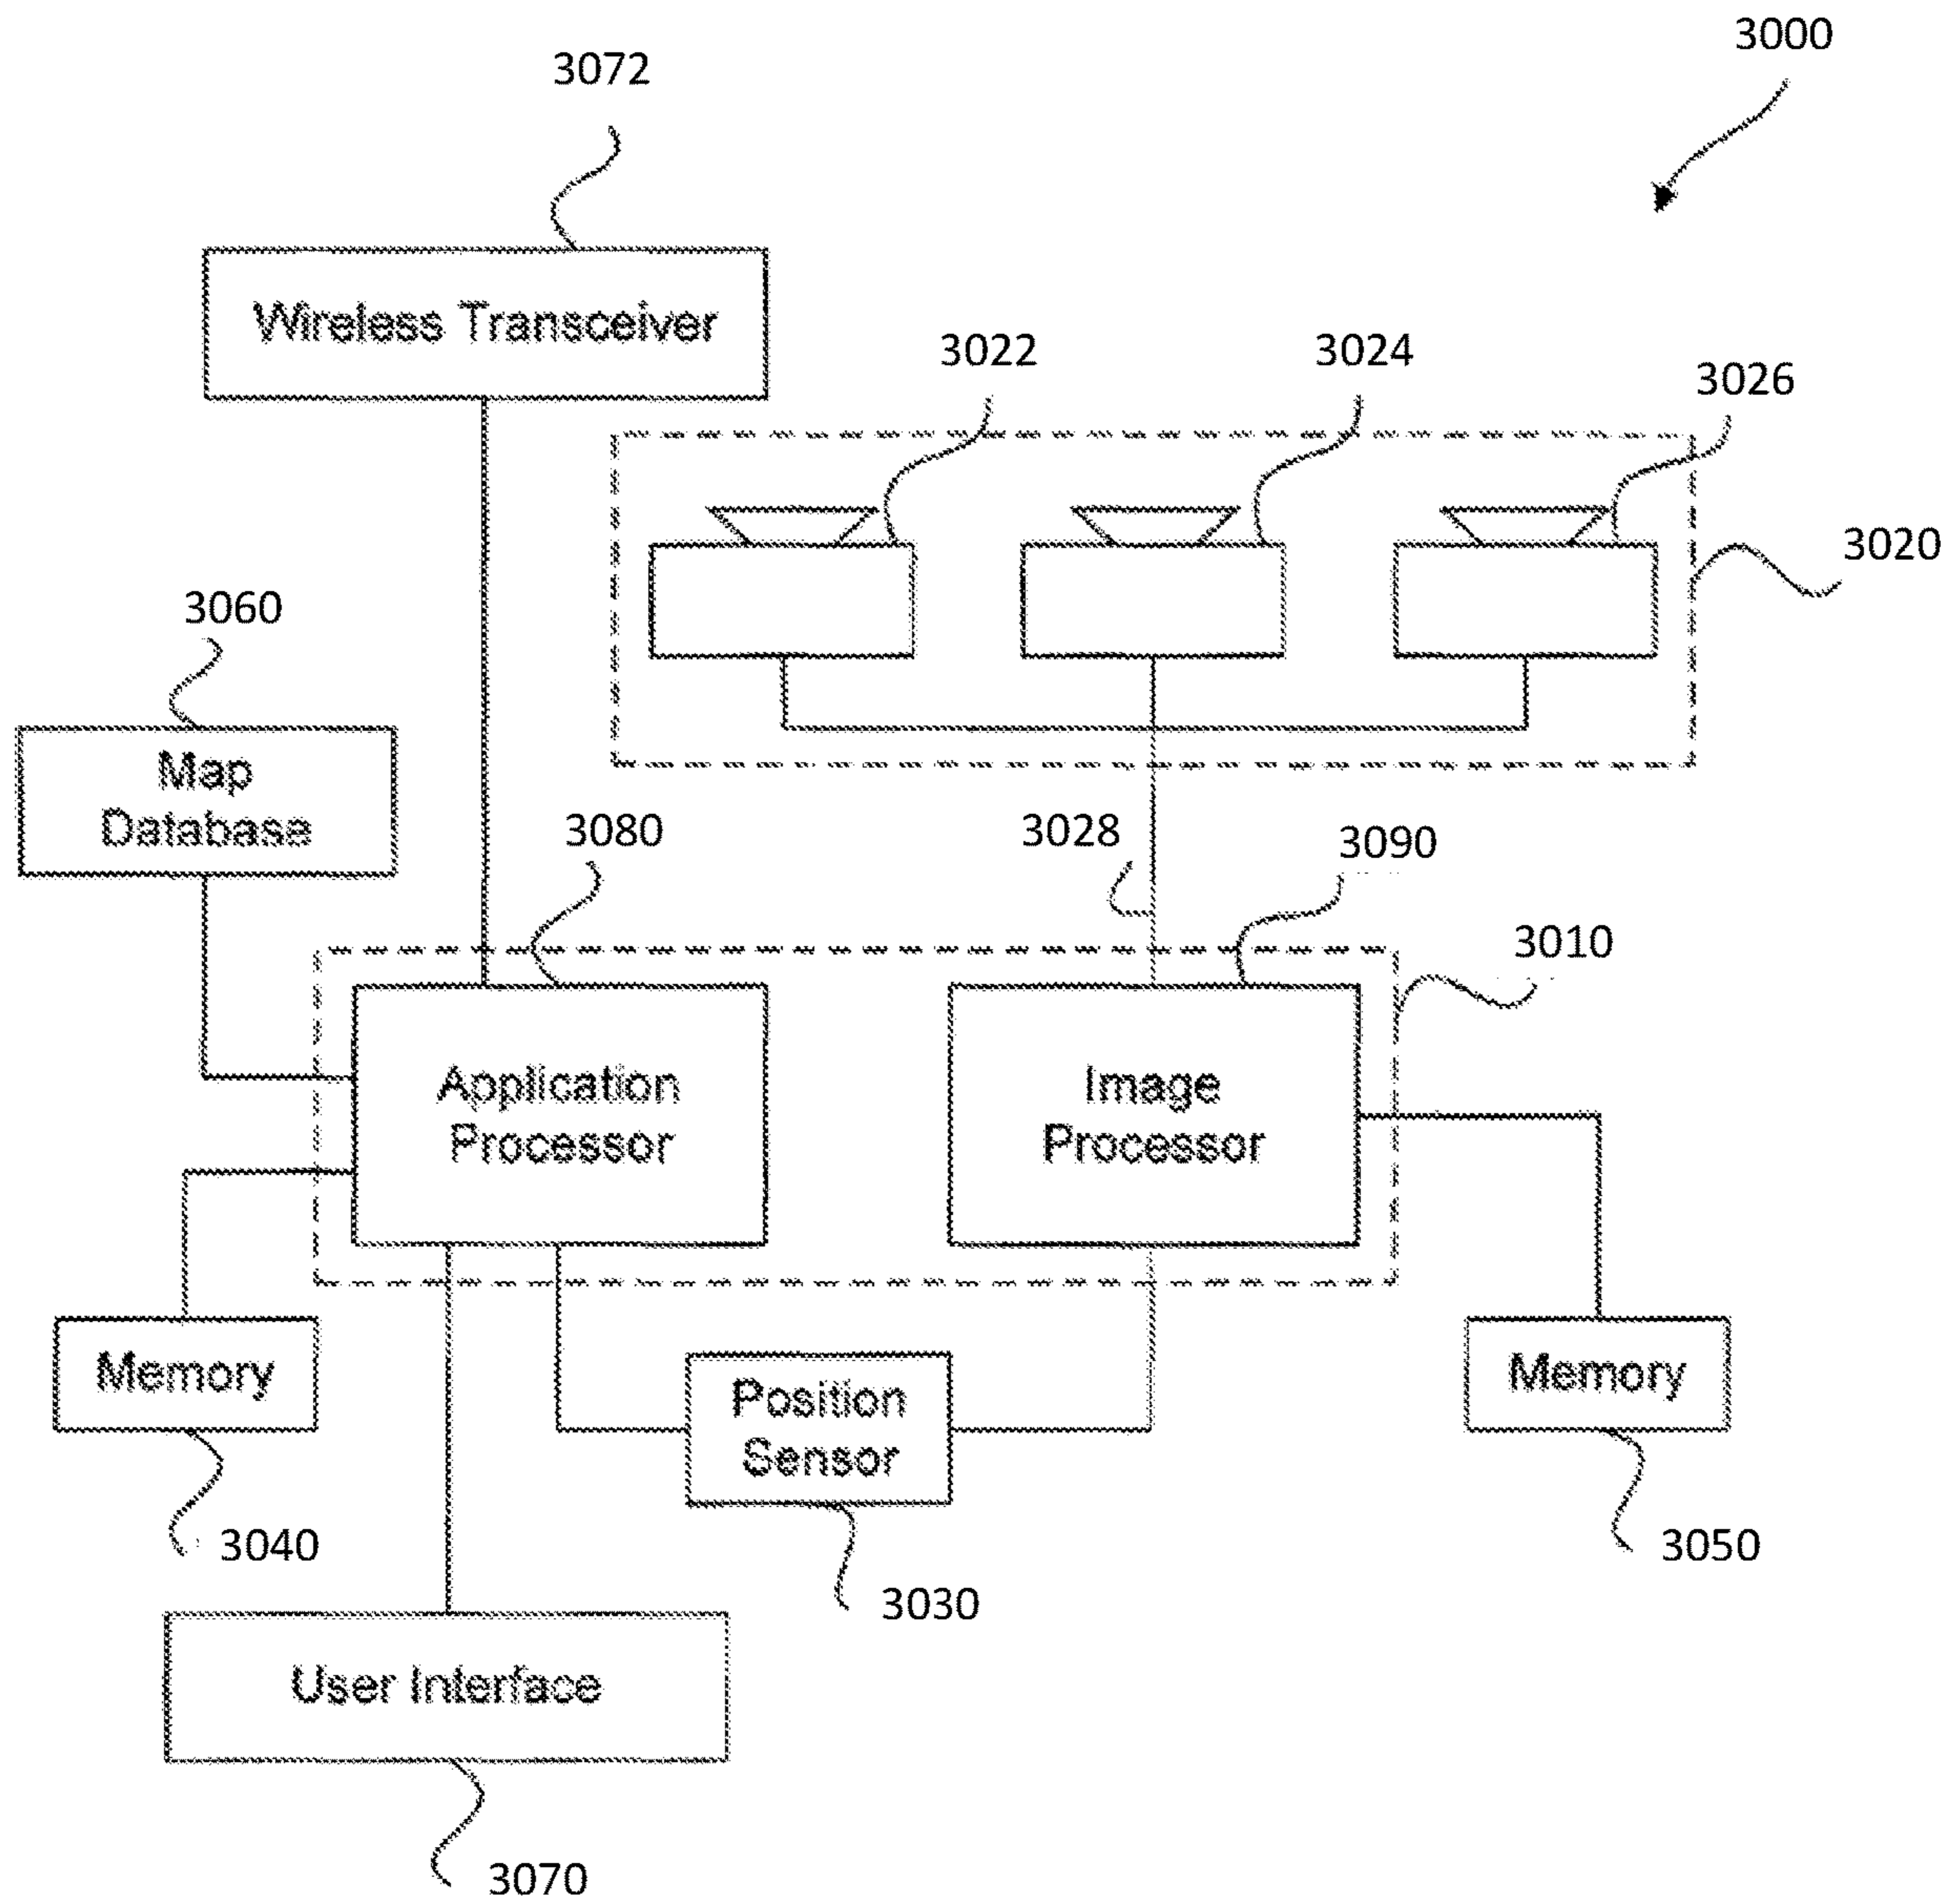 3000
3072
Wireless Transceiver
3022
3024
3026
3020
3060
Map
Database
3080
3028
3090
3010
Application
Processor
Image
Processor
Memory
Position
Sensor
Memory
3040
3030
3050
User Interface
3070